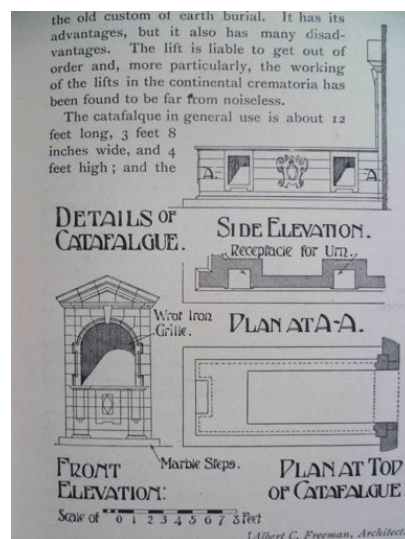 the old custom of earth burial. It has its
advantages, but it also has many disad-
vantages. The lift is liable to get out of
order and, more particularly, the working
of the lifts in the continental crematoria has
been found to be far from noiseless.
The catafalque in general use is about 12
feet long, 3 feet 8
inches wide, and 4
feet high; and the
A
A
DETAILS OF
CATAFALQUE.
SIDE ELEVATION.
Receptacle for Urn.
Wrot Iron
Grille.
PLAN AT A-A.
Marble Steps.
FRONT
ELEVATION:
PLAN AT TOP
OF CATAFALQUE
Scale of 0 1 2 3 4 5 6 7 8 Feet
[Albert C. Freeman, Architect